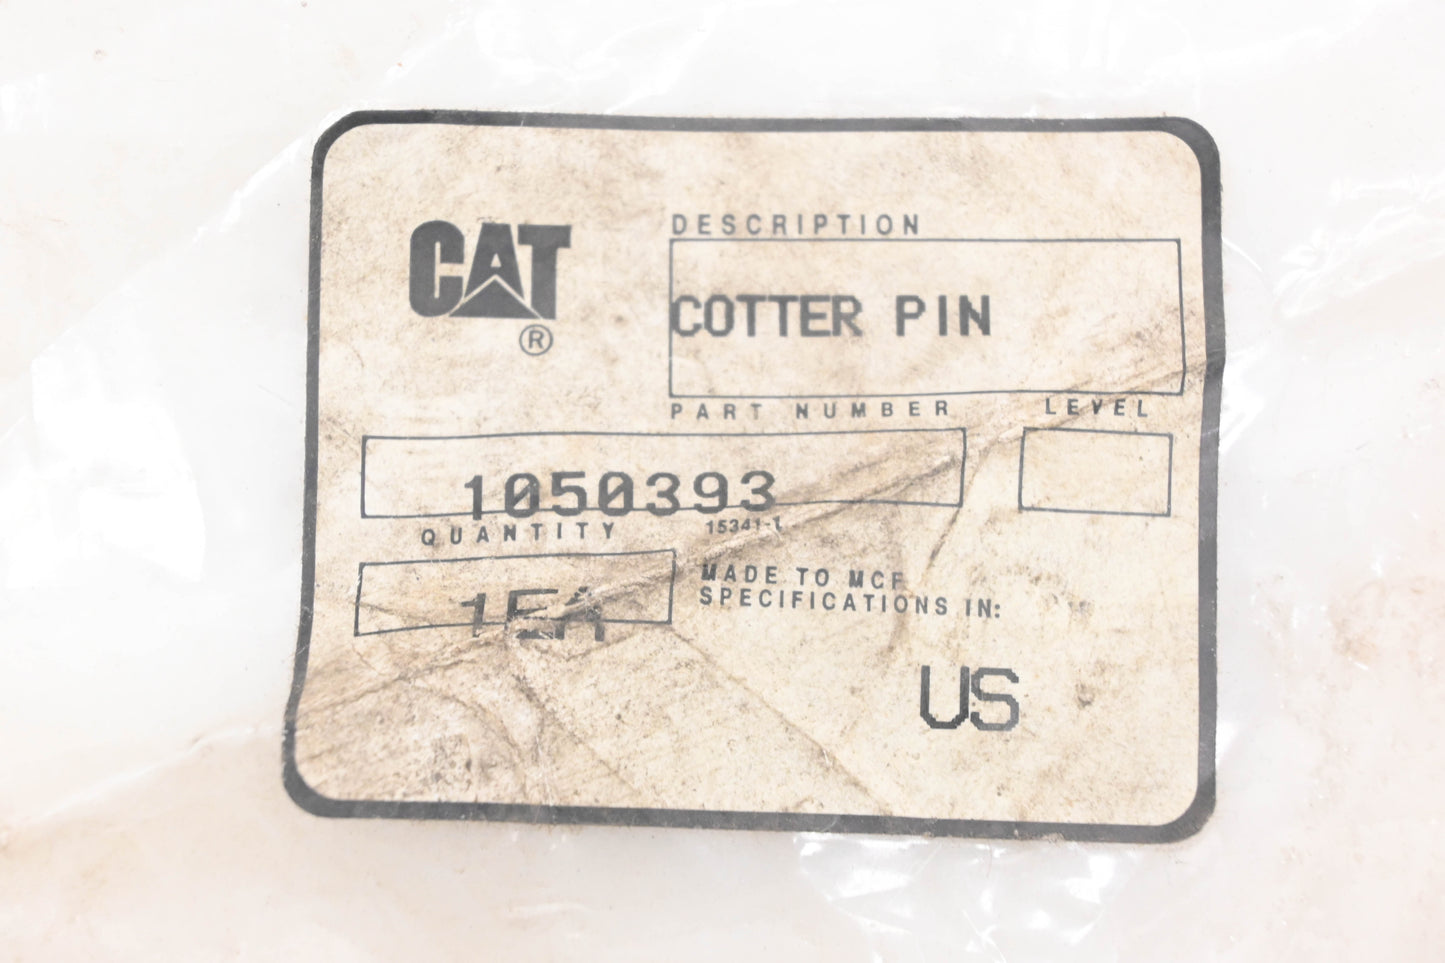 CAT
®
DESCRIPTION
COTTER PIN
PART NUMBER LEVEL
1050393
QUANTITY 15341-1
1EA
MADE TO MCF
SPECIFICATIONS IN:
US